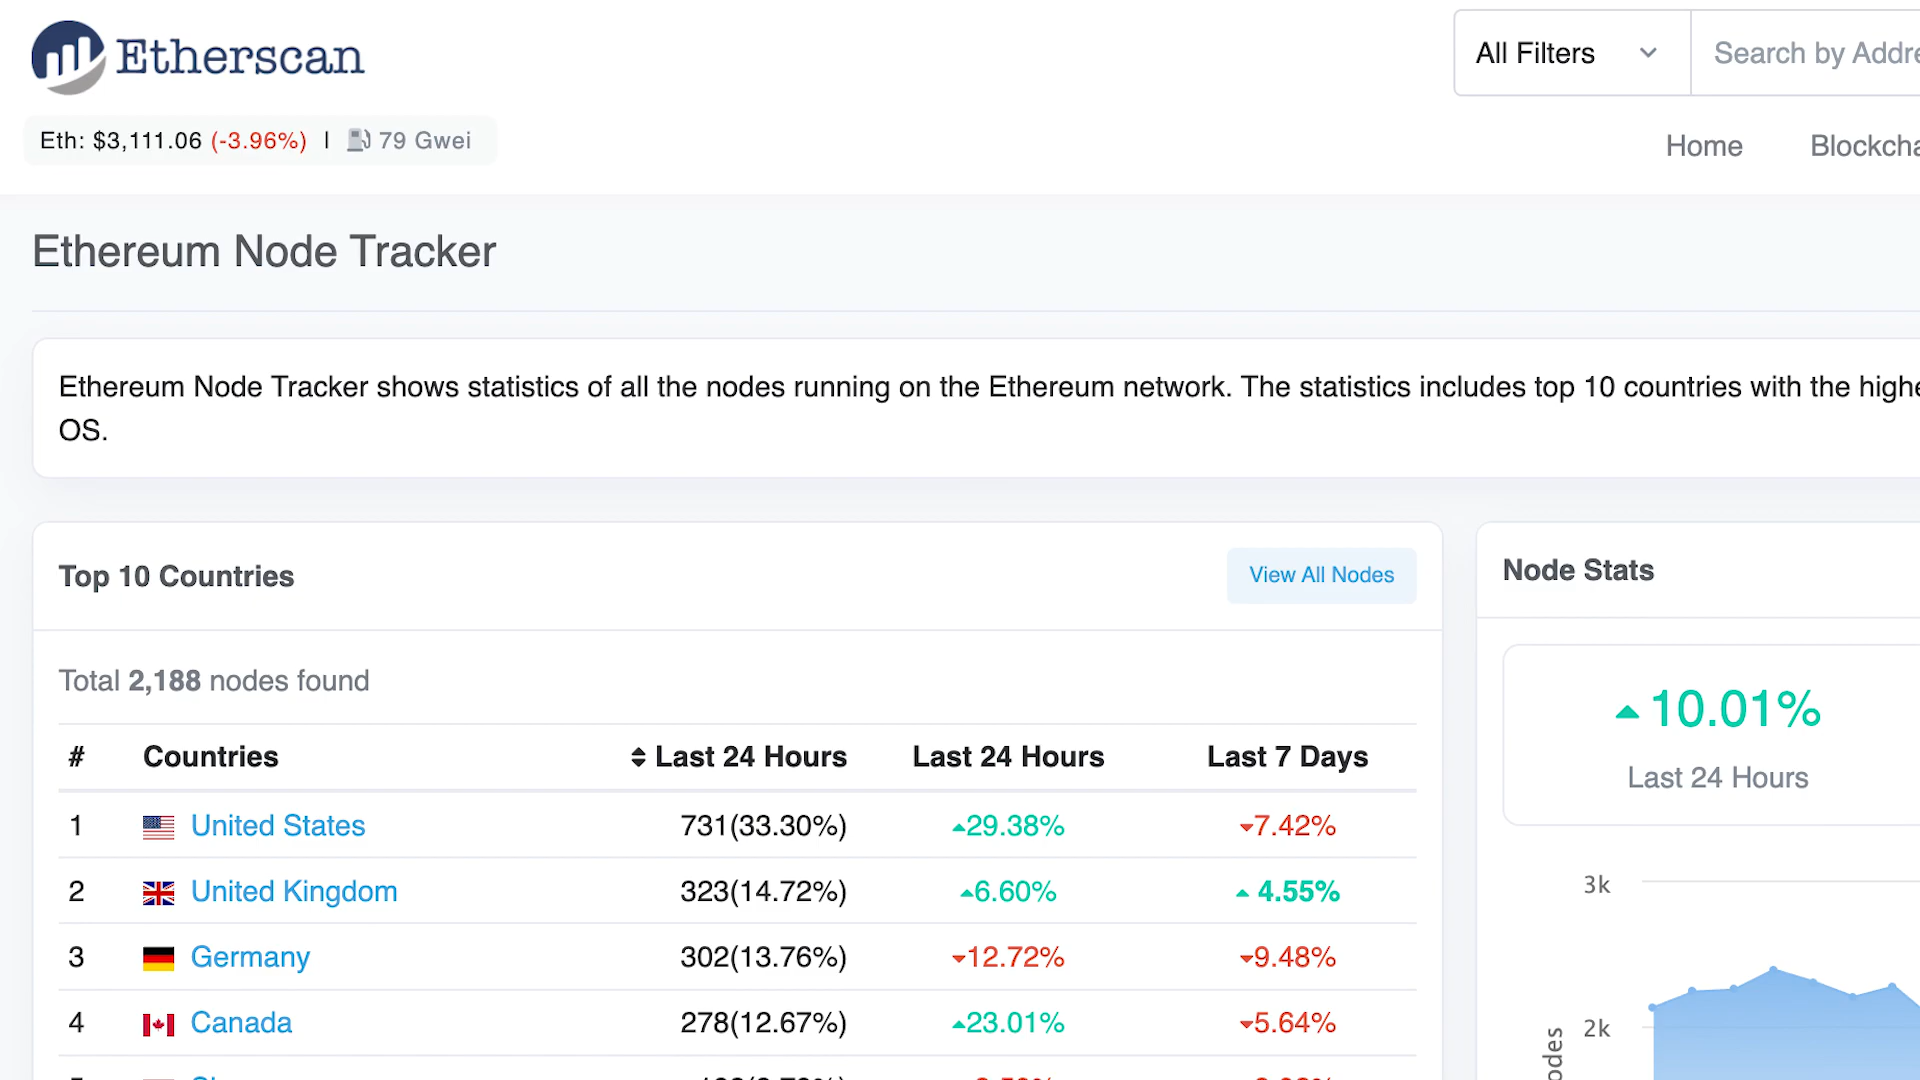 Etherscan
All Filters
Search by Addre
Eth: $3,111.06 (-3.96%) | 79 Gwei
Home Blockcha
Ethereum Node Tracker
Ethereum Node Tracker shows statistics of all the nodes running on the Ethereum network. The statistics includes top 10 countries with the highe
OS.
Top 10 Countries
View All Nodes
Total 2,188 nodes found
# Countries Last 24 Hours Last 24 Hours Last 7 Days
1 United States 731(33.30%) 29.38% 7.42%
2 United Kingdom 323(14.72%) 6.60% 4.55%
3 Germany 302(13.76%) 12.72% 9.48%
4 Canada 278(12.67%) 23.01% 5.64%
Node Stats
10.01%
Last 24 Hours
3k
2k
odes